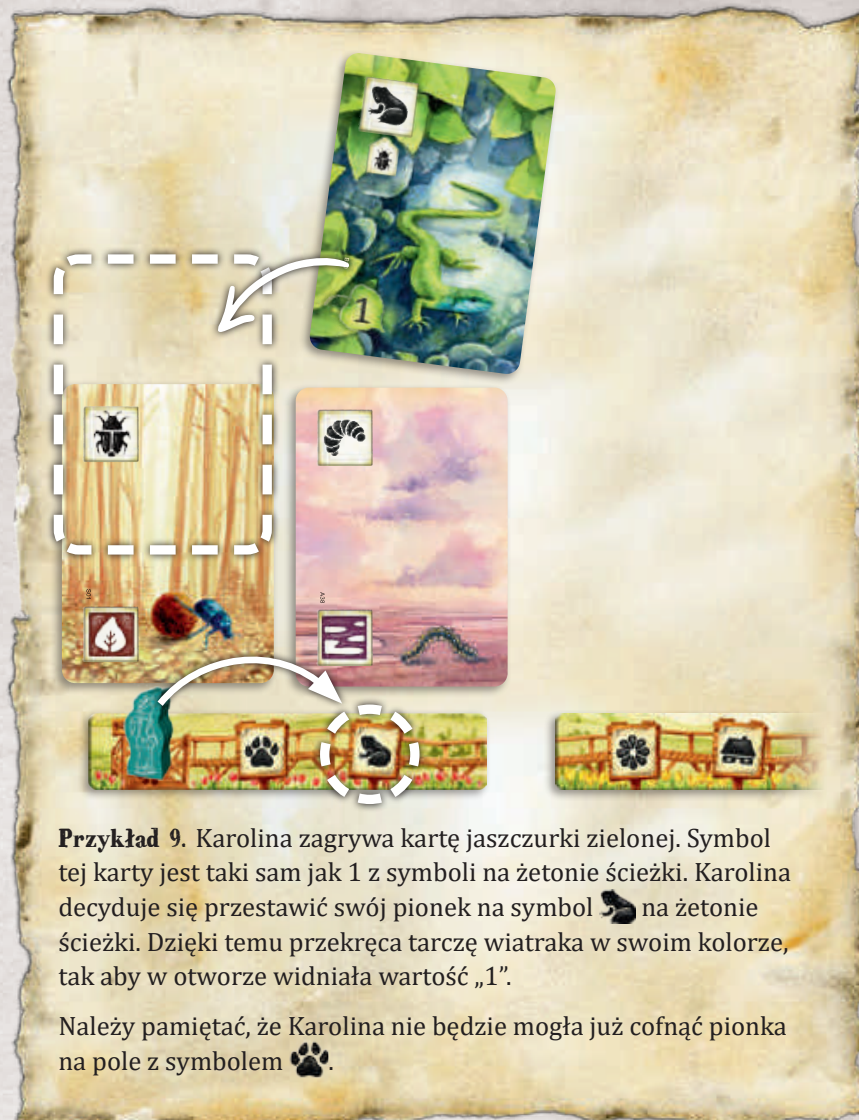 1
A38
Przykład 9. Karolina zagrywa kartę jaszczurki zielonej. Symbol
tej karty jest taki sam jak 1 z symboli na żetonie ścieżki. Karolina
decyduje się przestawić swój pionek na symbol na żetonie
ścieżki. Dzięki temu przekręca tarczę wiatraka w swoim kolorze,
tak aby w otworze widniała wartość „1”.
Należy pamiętać, że Karolina nie będzie mogła już cofnąć pionka
na pole z symbolem .